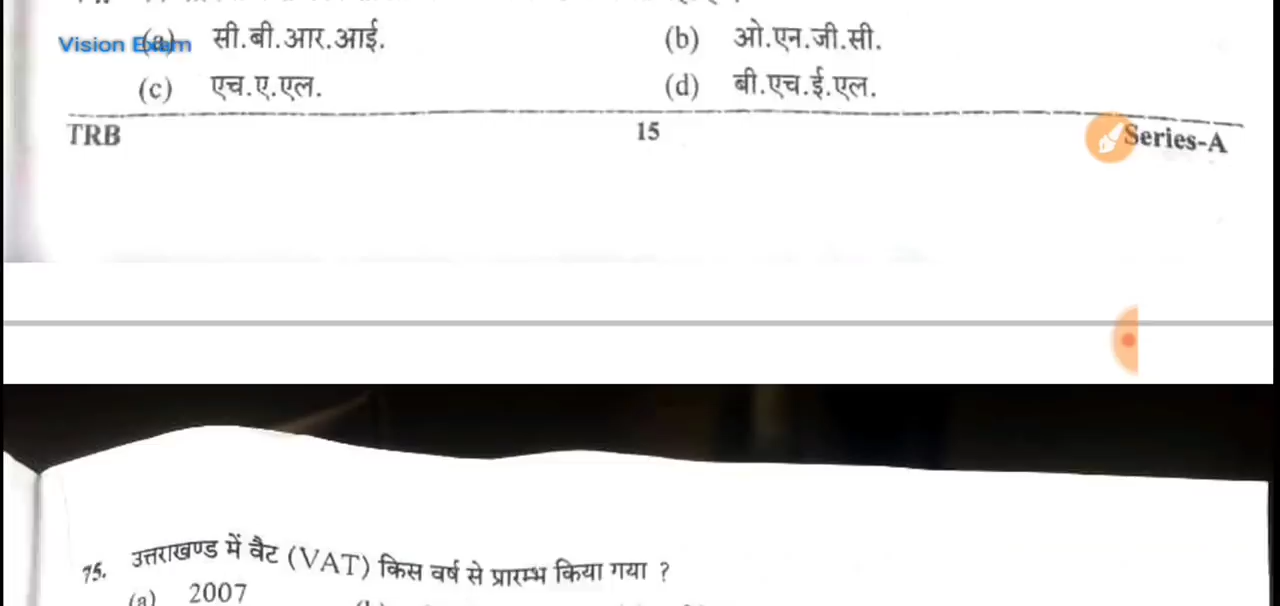 Vision Exam
(a) सी.बी.आर.आई. (b) ओ.एन.जी.सी.
(c) एच.ए.एल. (d) बी.एच.ई.एल.
TRB 15 Series-A
75. उत्तराखण्ड में वैट (VAT) किस वर्ष से प्रारम्भ किया गया ?
(a) 2007